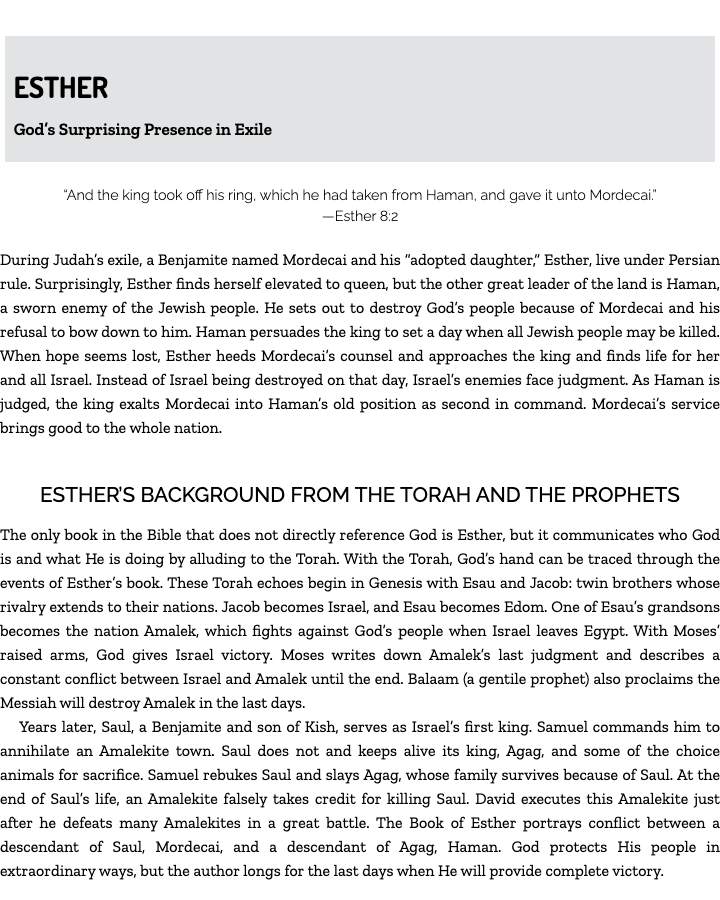 ESTHER
God’s Surprising Presence in Exile
“And the king took off his ring, which he had taken from Haman, and gave it unto Mordecai.”
—Esther 8:2
During Judah’s exile, a Benjamite named Mordecai and his “adopted daughter,” Esther, live under Persian
rule. Surprisingly, Esther finds herself elevated to queen, but the other great leader of the land is Haman,
a sworn enemy of the Jewish people. He sets out to destroy God’s people because of Mordecai and his
refusal to bow down to him. Haman persuades the king to set a day when all Jewish people may be killed.
When hope seems lost, Esther heeds Mordecai’s counsel and approaches the king and finds life for her
and all Israel. Instead of Israel being destroyed on that day, Israel’s enemies face judgment. As Haman is
judged, the king exalts Mordecai into Haman’s old position as second in command. Mordecai’s service
brings good to the whole nation.
ESTHER’S BACKGROUND FROM THE TORAH AND THE PROPHETS
The only book in the Bible that does not directly reference God is Esther, but it communicates who God
is and what He is doing by alluding to the Torah. With the Torah, God’s hand can be traced through the
events of Esther’s book. These Torah echoes begin in Genesis with Esau and Jacob: twin brothers whose
rivalry extends to their nations. Jacob becomes Israel, and Esau becomes Edom. One of Esau’s grandsons
becomes the nation Amalek, which fights against God’s people when Israel leaves Egypt. With Moses’
raised arms, God gives Israel victory. Moses writes down Amalek’s last judgment and describes a
constant conflict between Israel and Amalek until the end. Balaam (a gentile prophet) also proclaims the
Messiah will destroy Amalek in the last days.
Years later, Saul, a Benjamite and son of Kish, serves as Israel’s first king. Samuel commands him to
annihilate an Amalekite town. Saul does not and keeps alive its king, Agag, and some of the choice
animals for sacrifice. Samuel rebukes Saul and slays Agag, whose family survives because of Saul. At the
end of Saul’s life, an Amalekite falsely takes credit for killing Saul. David executes this Amalekite just
after he defeats many Amalekites in a great battle. The Book of Esther portrays conflict between a
descendant of Saul, Mordecai, and a descendant of Agag, Haman. God protects His people in
extraordinary ways, but the author longs for the last days when He will provide complete victory.